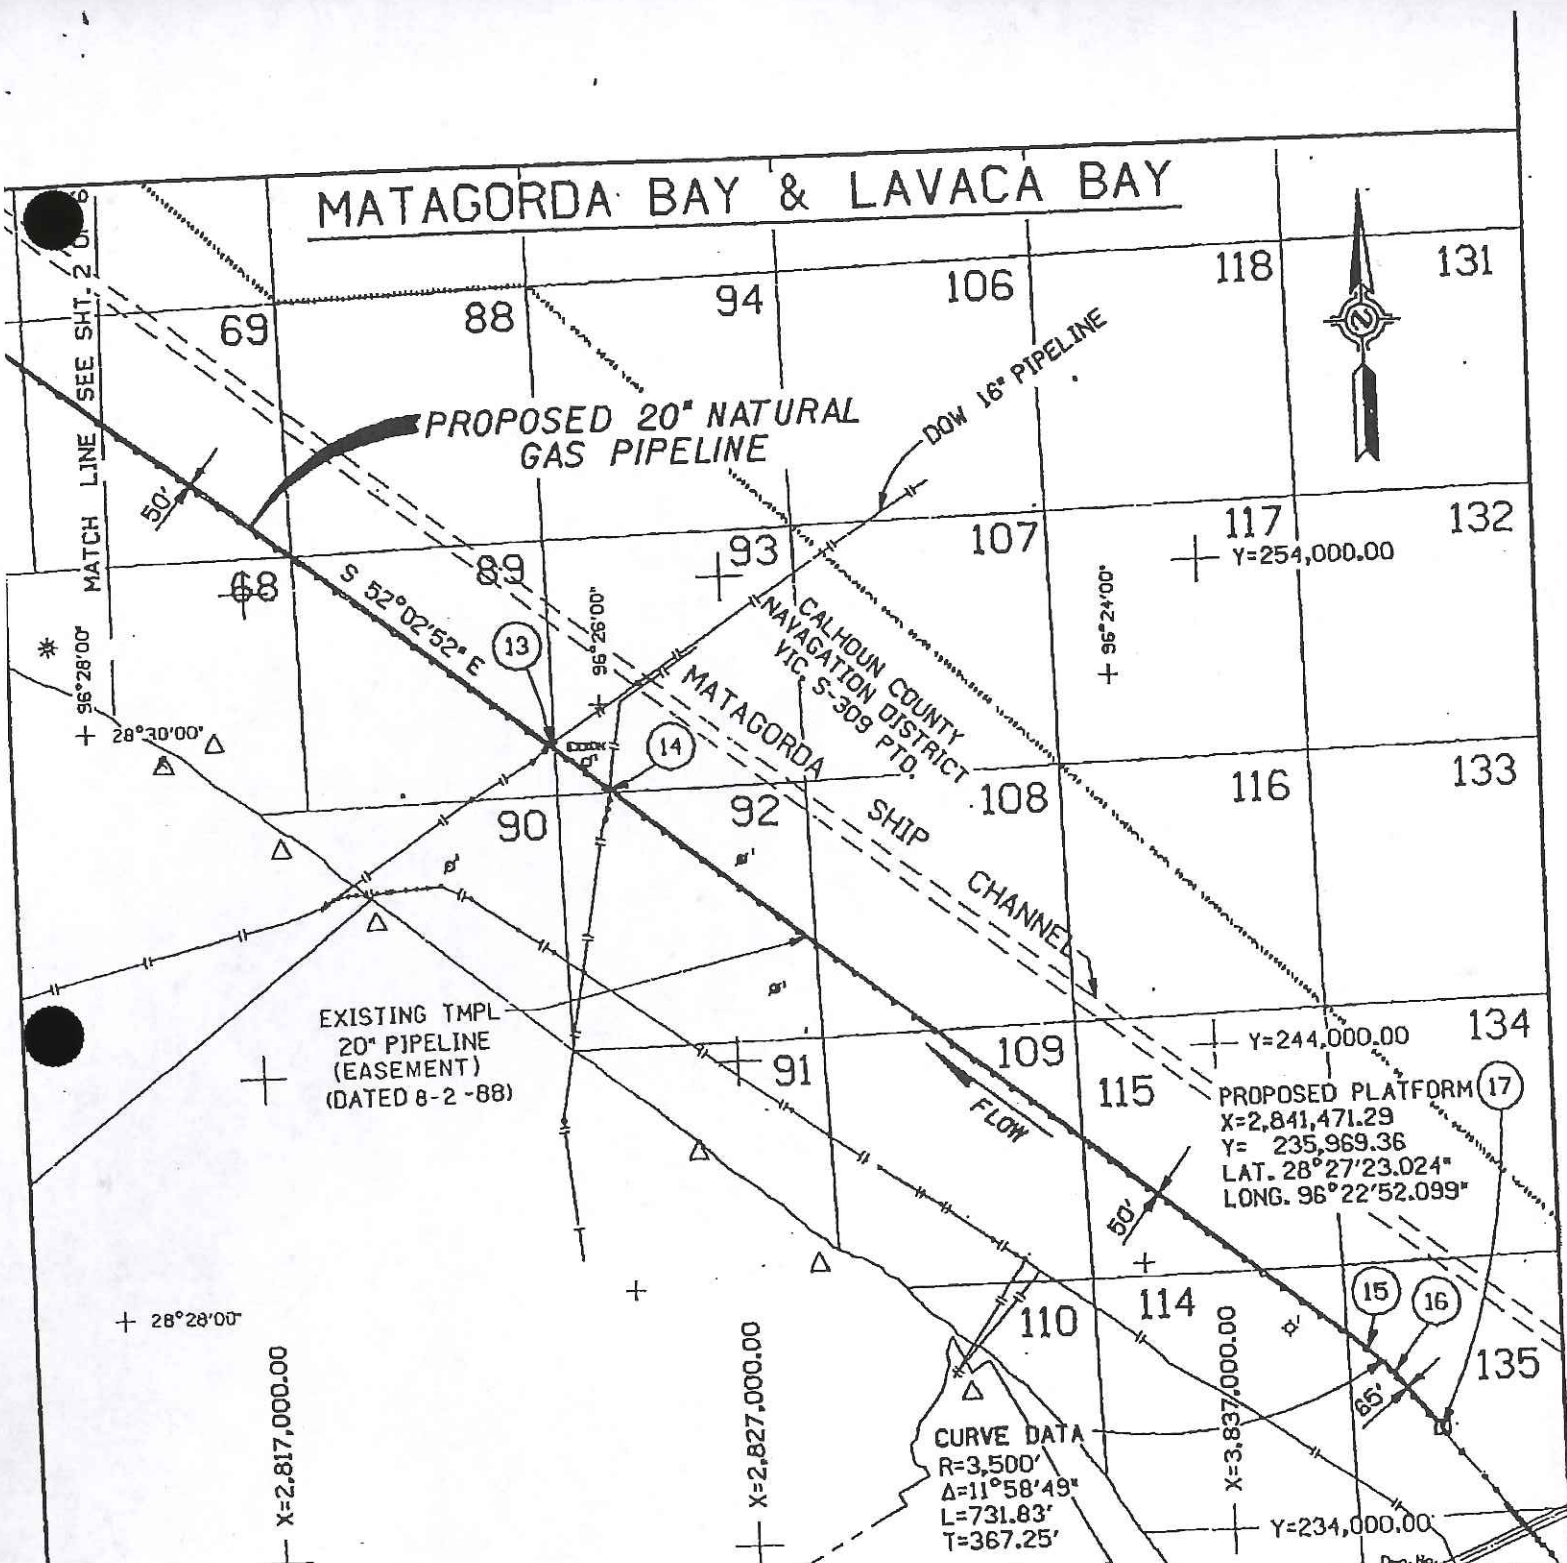 MATAGORDA BAY & LAVACA BAY
MATCH LINE SEE SHT. 2 OF 6
69
88
94
106
118
131
PROPOSED 20" NATURAL
GAS PIPELINE
DOW 16" PIPELINE
50'
68
89
93
107
117
132
Y=254,000.00
S 52°02'52" E
13
96°26'00"
96°24'00"
96°28'00"
28°30'00"
CALHOUN COUNTY
NAVAGATION DISTRICT
VIC, S-309 PTD.
14
MATAGORDA
SHIP
CHANNEL
90
92
108
116
133
EXISTING TMPL
20" PIPELINE
(EASEMENT)
(DATED 8-2-88)
91
109
115
134
Y=244,000.00
FLOW
PROPOSED PLATFORM
17
X=2,841,471.29
Y= 235,969.36
LAT. 28°27'23.024"
LONG. 96°22'52.099"
50'
28°28'00"
110
114
15
16
135
65'
X=2,817,000.00
X=2,827,000.00
X=3,837,000.00
CURVE DATA
R=3,500'
Δ=11°58'49"
L=731.83'
T=367.25'
Y=234,000.00